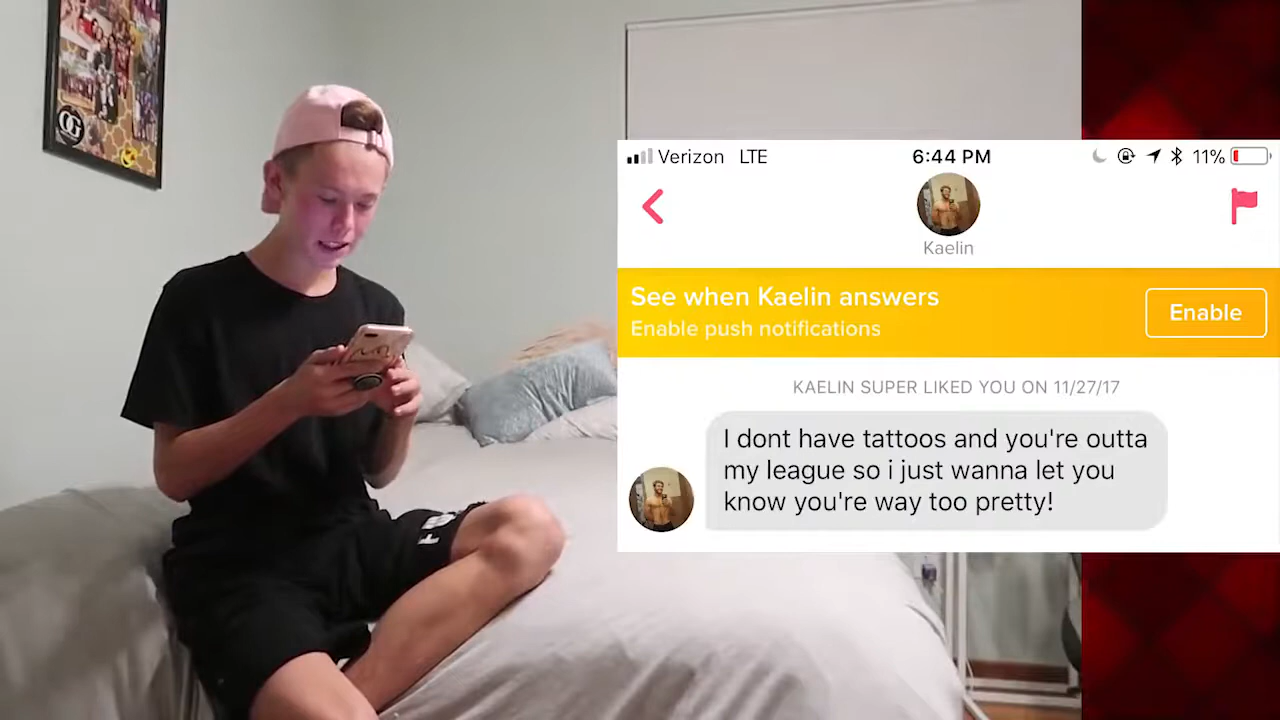 OG
Verizon LTE 6:44 PM 11%
Kaelin
See when Kaelin answers
Enable push notifications
Enable
KAELIN SUPER LIKED YOU ON 11/27/17
I dont have tattoos and you're outta
my league so i just wanna let you
know you're way too pretty!